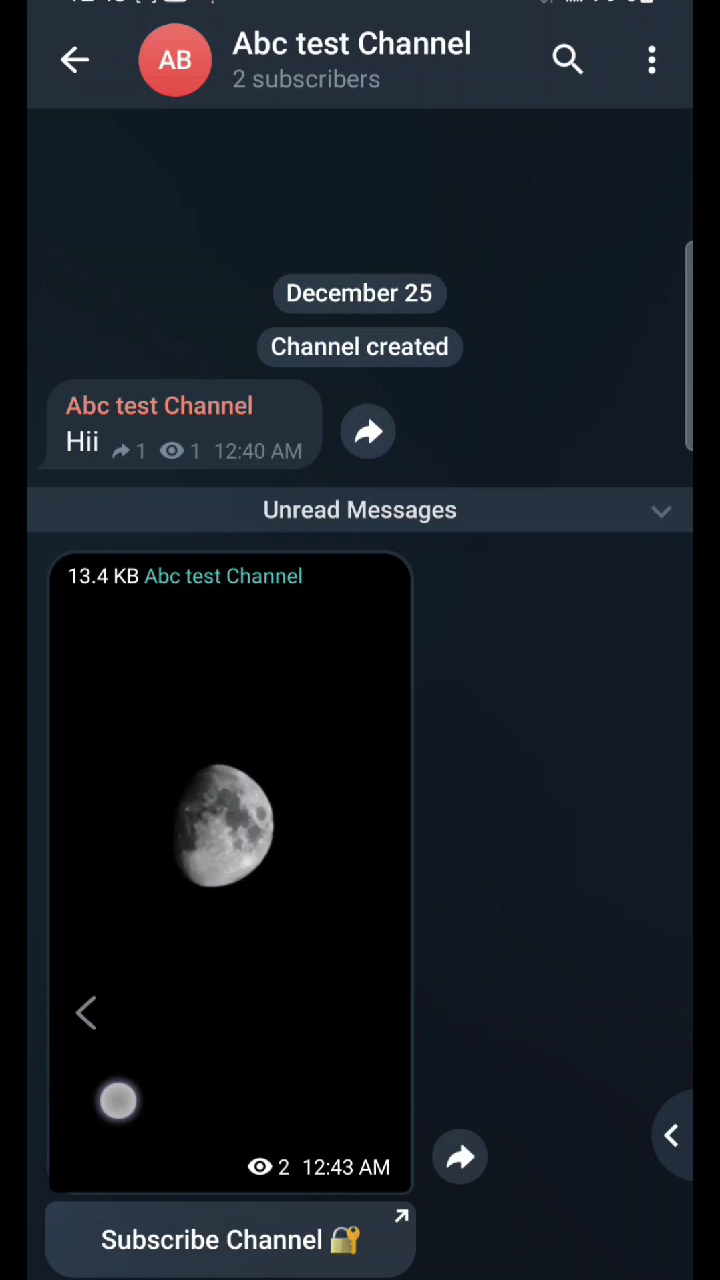 Abc test Channel
AB
2 subscribers
December 25
Channel created
Abc test Channel
Hii 1 1 12:40 AM
Unread Messages
13.4 KB Abc test Channel
2 12:43 AM
Subscribe Channel 🔐